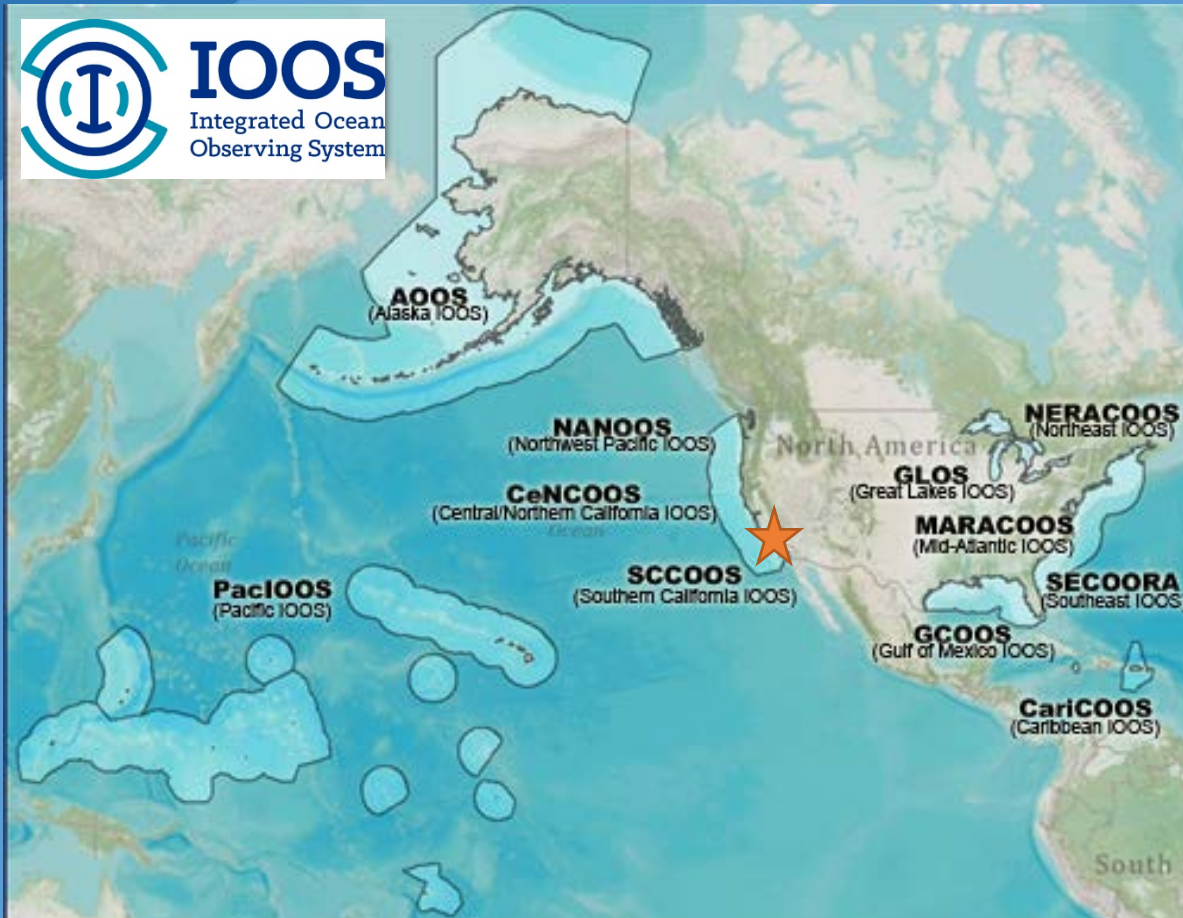 IOOS
Integrated Ocean
Observing System
AOOS
(Alaska IOOS)
NANOOS
(Northwest Pacific IOOS)
North America
NERACOOS
(Northeast IOOS)
GLOS
(Great Lakes IOOS)
CeNCOOS
(Central/Northern California IOOS)
Ocean
MARACOOS
(Mid-Atlantic IOOS)
Pacific
Ocean
PacIOOS
(Pacific IOOS)
SCCOOS
(Southern California IOOS)
SECOORA
(Southeast IOOS
GCOOS
(Gulf of Mexico IOOS)
CariCOOS
(Caribbean IOOS)
South